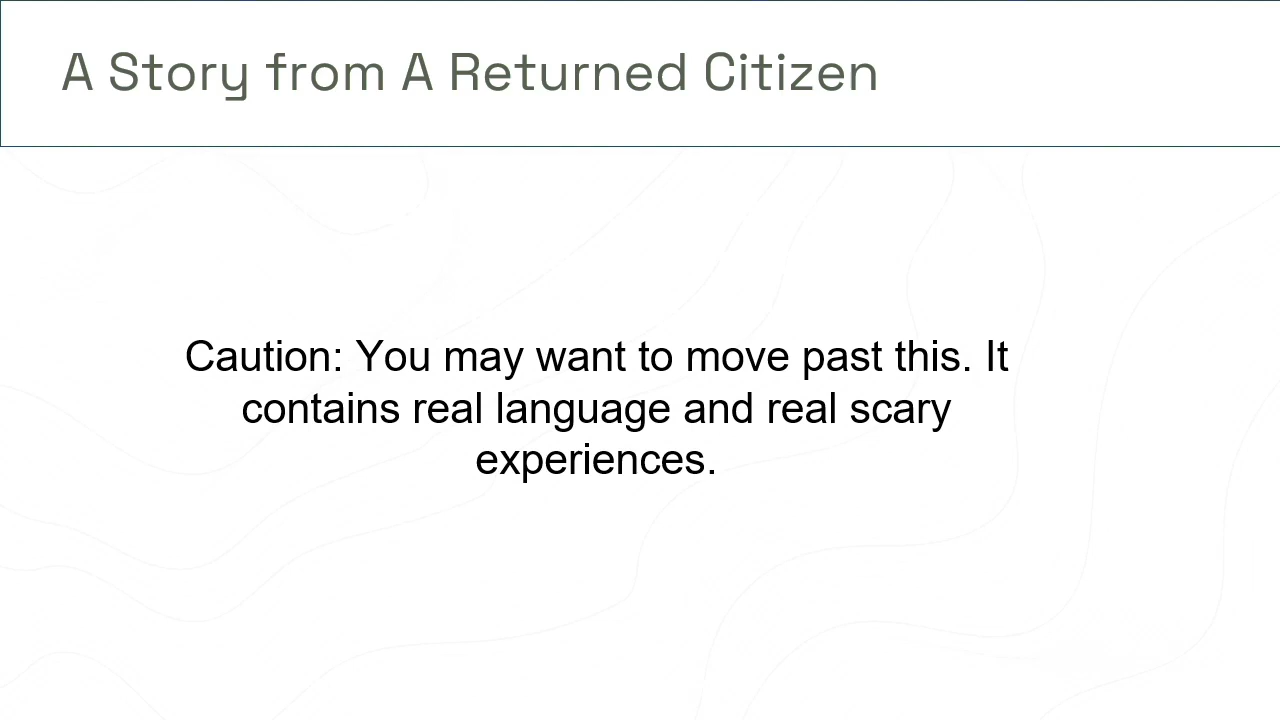 A Story from A Returned Citizen
Caution: You may want to move past this. It
contains real language and real scary
experiences.